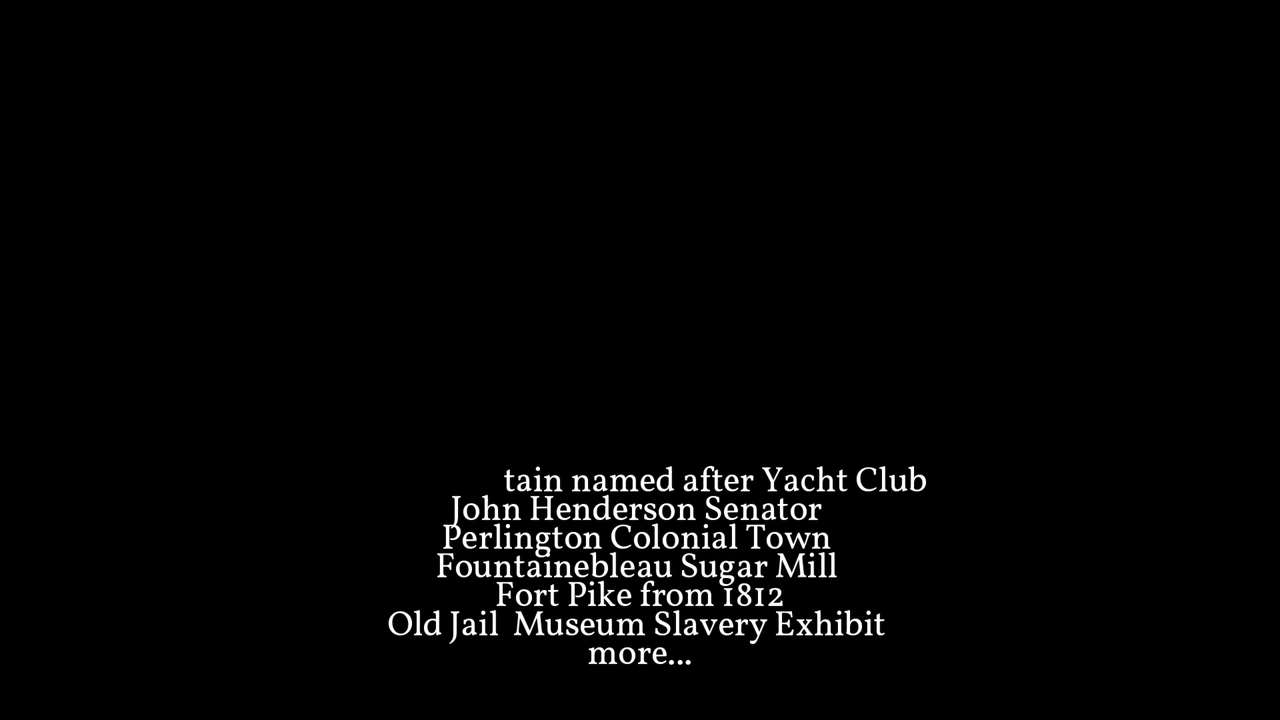 tain named after Yacht Club
John Henderson Senator
Perlington Colonial Town
Fountainebleau Sugar Mill
Fort Pike from 1812
Old Jail  Museum Slavery Exhibit
more...